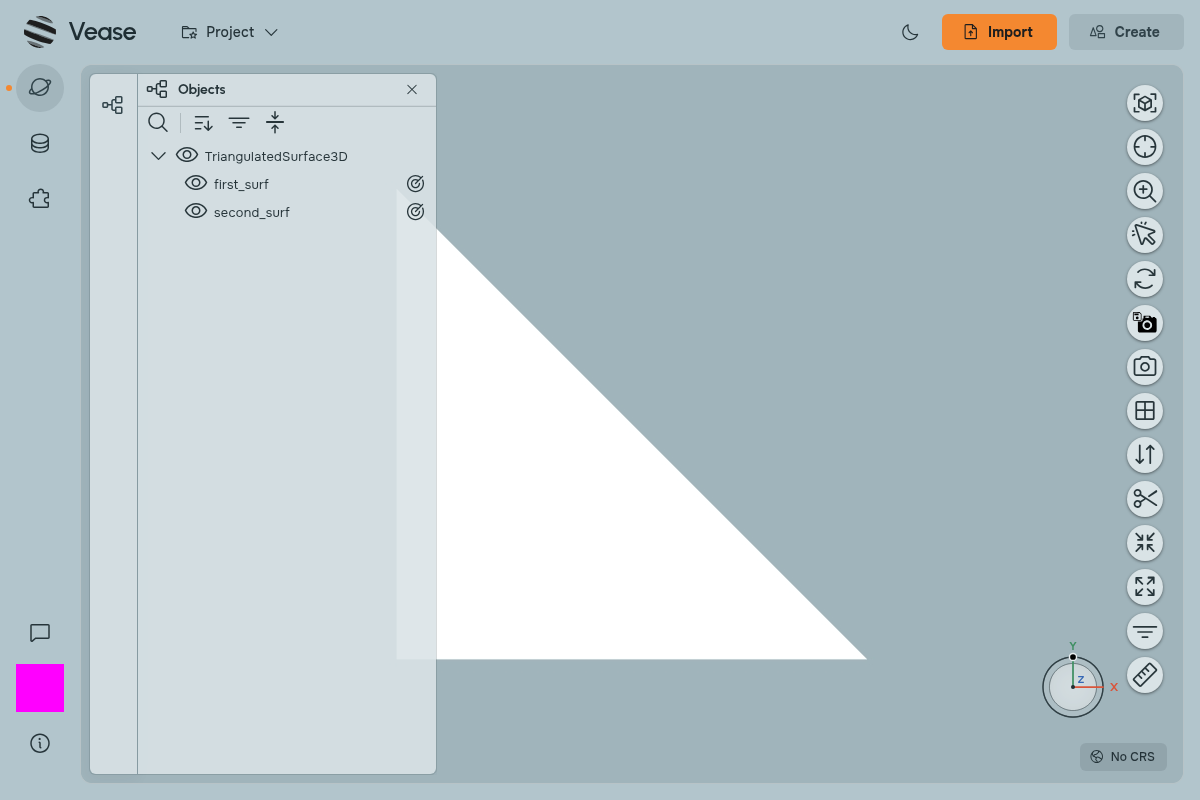 Vease
Project
Import
Create
Objects
TriangulatedSurface3D
first_surf
second_surf
Y
Z
X
No CRS